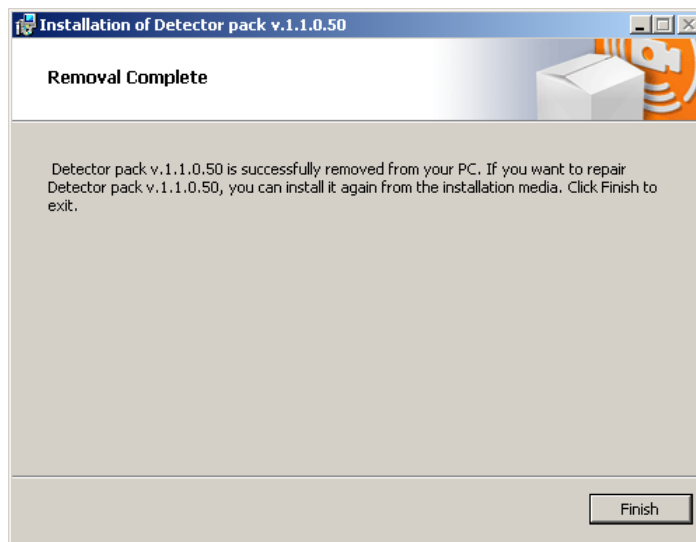 Installation of Detector pack v.1.1.0.50
Removal Complete
Detector pack v.1.1.0.50 is successfully removed from your PC. If you want to repair
Detector pack v.1.1.0.50, you can install it again from the installation media. Click Finish to
exit.
Finish